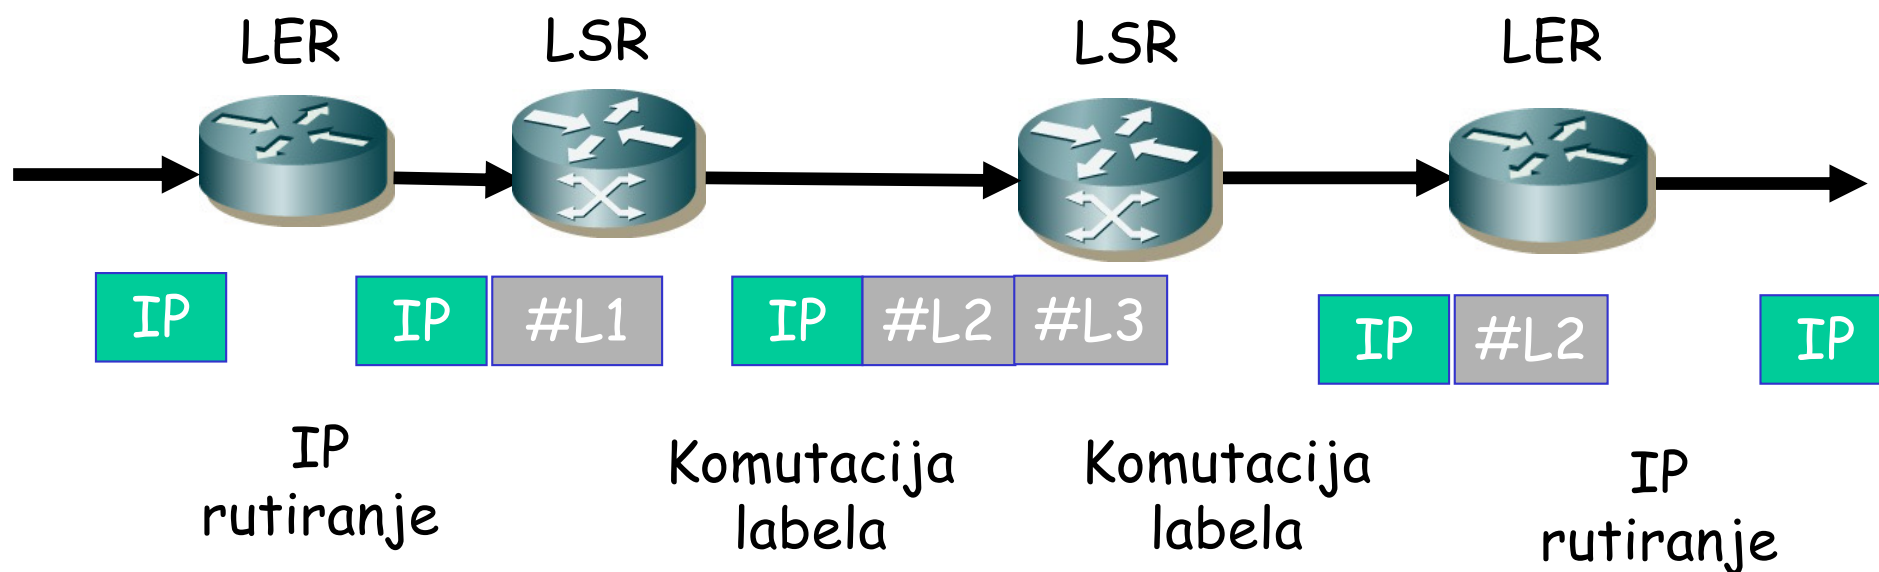 LER LSR LSR LER
IP IP #L1 IP #L2 #L3 IP #L2 IP
IP Komutacija Komutacija IP
rutiranje labela labela rutiranje